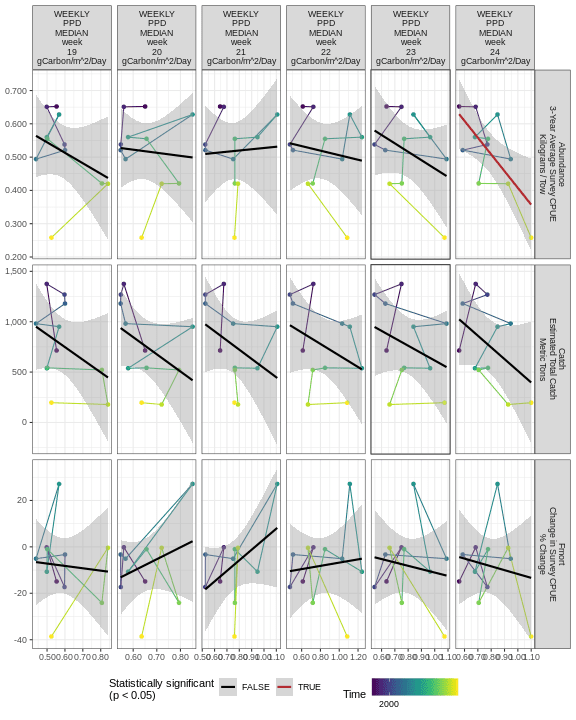 WEEKLY WEEKLY WEEKLY WEEKLY WEEKLY WEEKLY
PPD PPD PPD PPD PPD PPD
MEDIAN MEDIAN MEDIAN MEDIAN MEDIAN MEDIAN
week week week week week week
19 20 21 22 23 24
gCarbon/m^2/Day gCarbon/m^2/Day gCarbon/m^2/Day gCarbon/m^2/Day gCarbon/m^2/Day gCarbon/m^2/Day
0.700
0.600
0.500
0.400
0.300
0.200
Abundance
3-Year Average Survey CPUE
Kilograms / Tow
1,500
1,000
500
0
Catch
Estimated Total Catch
Metric Tons
20
0
-20
-40
Fmort
Change in Survey CPUE
% Change
0.50 0.60 0.70 0.80 0.60 0.70 0.80 0.50 0.60 0.70 0.80 0.90 1.00 1.10 0.60 0.80 1.00 1.20 0.60 0.70 0.80 0.90 1.00 1.10 0.60 0.70 0.80 0.90 1.00 1.10
Statistically significant
(p < 0.05)
FALSE TRUE
Time
2000